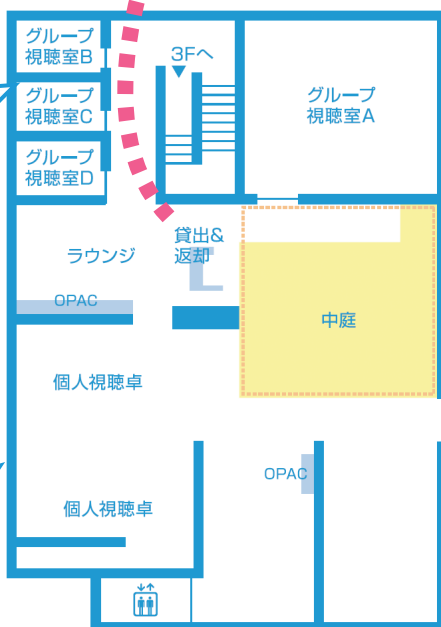 グループ
視聴室B
3Fへ
グループ
視聴室C
グループ
視聴室A
グループ
視聴室D
貸出&
返却
ラウンジ
OPAC
中庭
個人視聴卓
OPAC
個人視聴卓